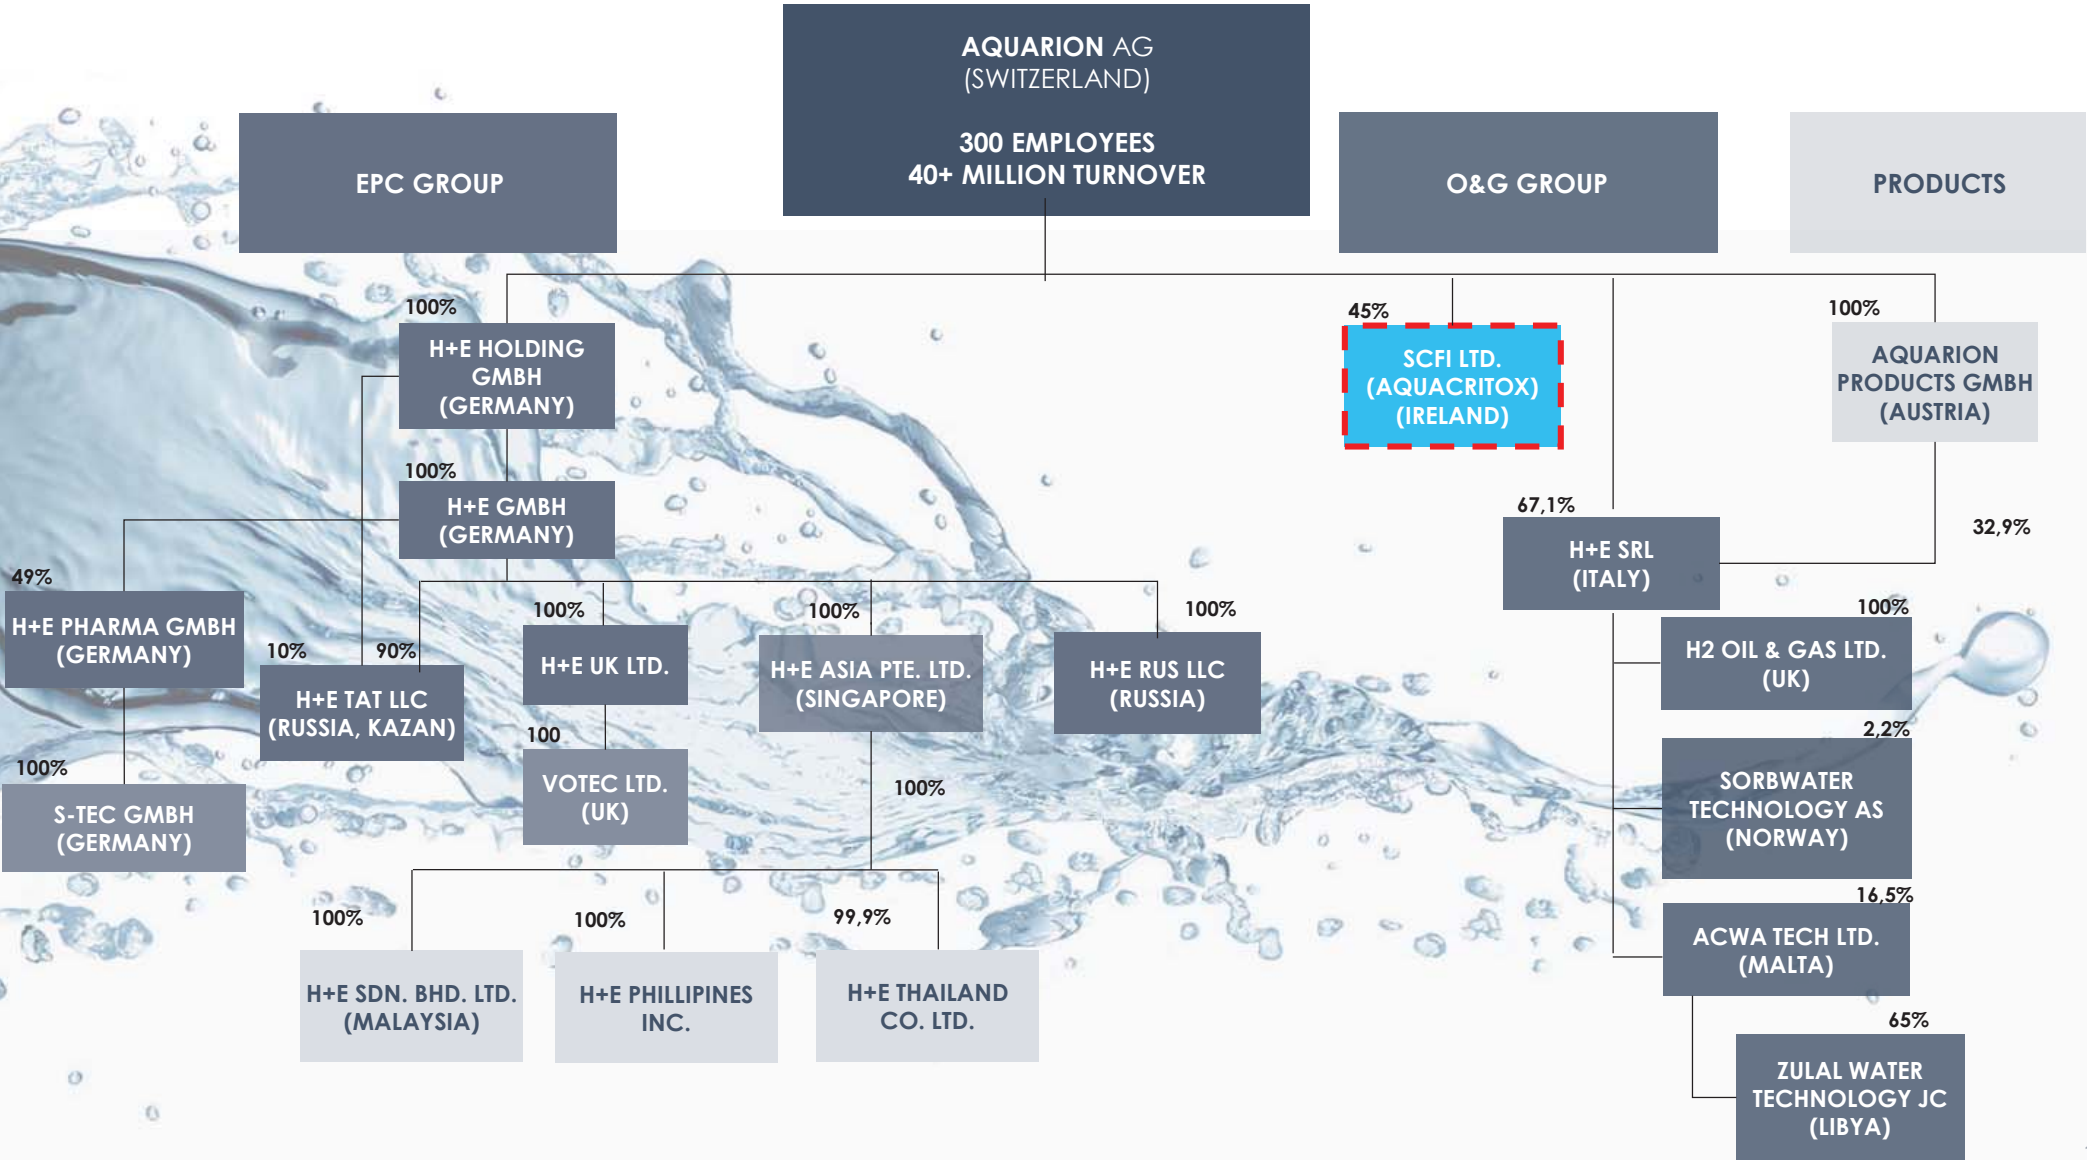 AQUARION AG
(SWITZERLAND)
300 EMPLOYEES
40+ MILLION TURNOVER
EPC GROUP
O&G GROUP
PRODUCTS
100%
H+E HOLDING
GMBH
(GERMANY)
45%
SCFI LTD.
(AQUACRITOX)
(IRELAND)
100%
AQUARION
PRODUCTS GMBH
(AUSTRIA)
100%
H+E GMBH
(GERMANY)
67,1%
H+E SRL
(ITALY)
32,9%
49%
H+E PHARMA GMBH
(GERMANY)
10%
90%
H+E TAT LLC
(RUSSIA, KAZAN)
100%
H+E UK LTD.
100%
H+E ASIA PTE. LTD.
(SINGAPORE)
100%
H+E RUS LLC
(RUSSIA)
100%
H2 OIL & GAS LTD.
(UK)
100%
S-TEC GMBH
(GERMANY)
100
VOTEC LTD.
(UK)
100%
2,2%
SORBWATER
TECHNOLOGY AS
(NORWAY)
100%
H+E SDN. BHD. LTD.
(MALAYSIA)
100%
H+E PHILLIPINES
INC.
99,9%
H+E THAILAND
CO. LTD.
16,5%
ACWA TECH LTD.
(MALTA)
65%
ZULAL WATER
TECHNOLOGY JC
(LIBYA)